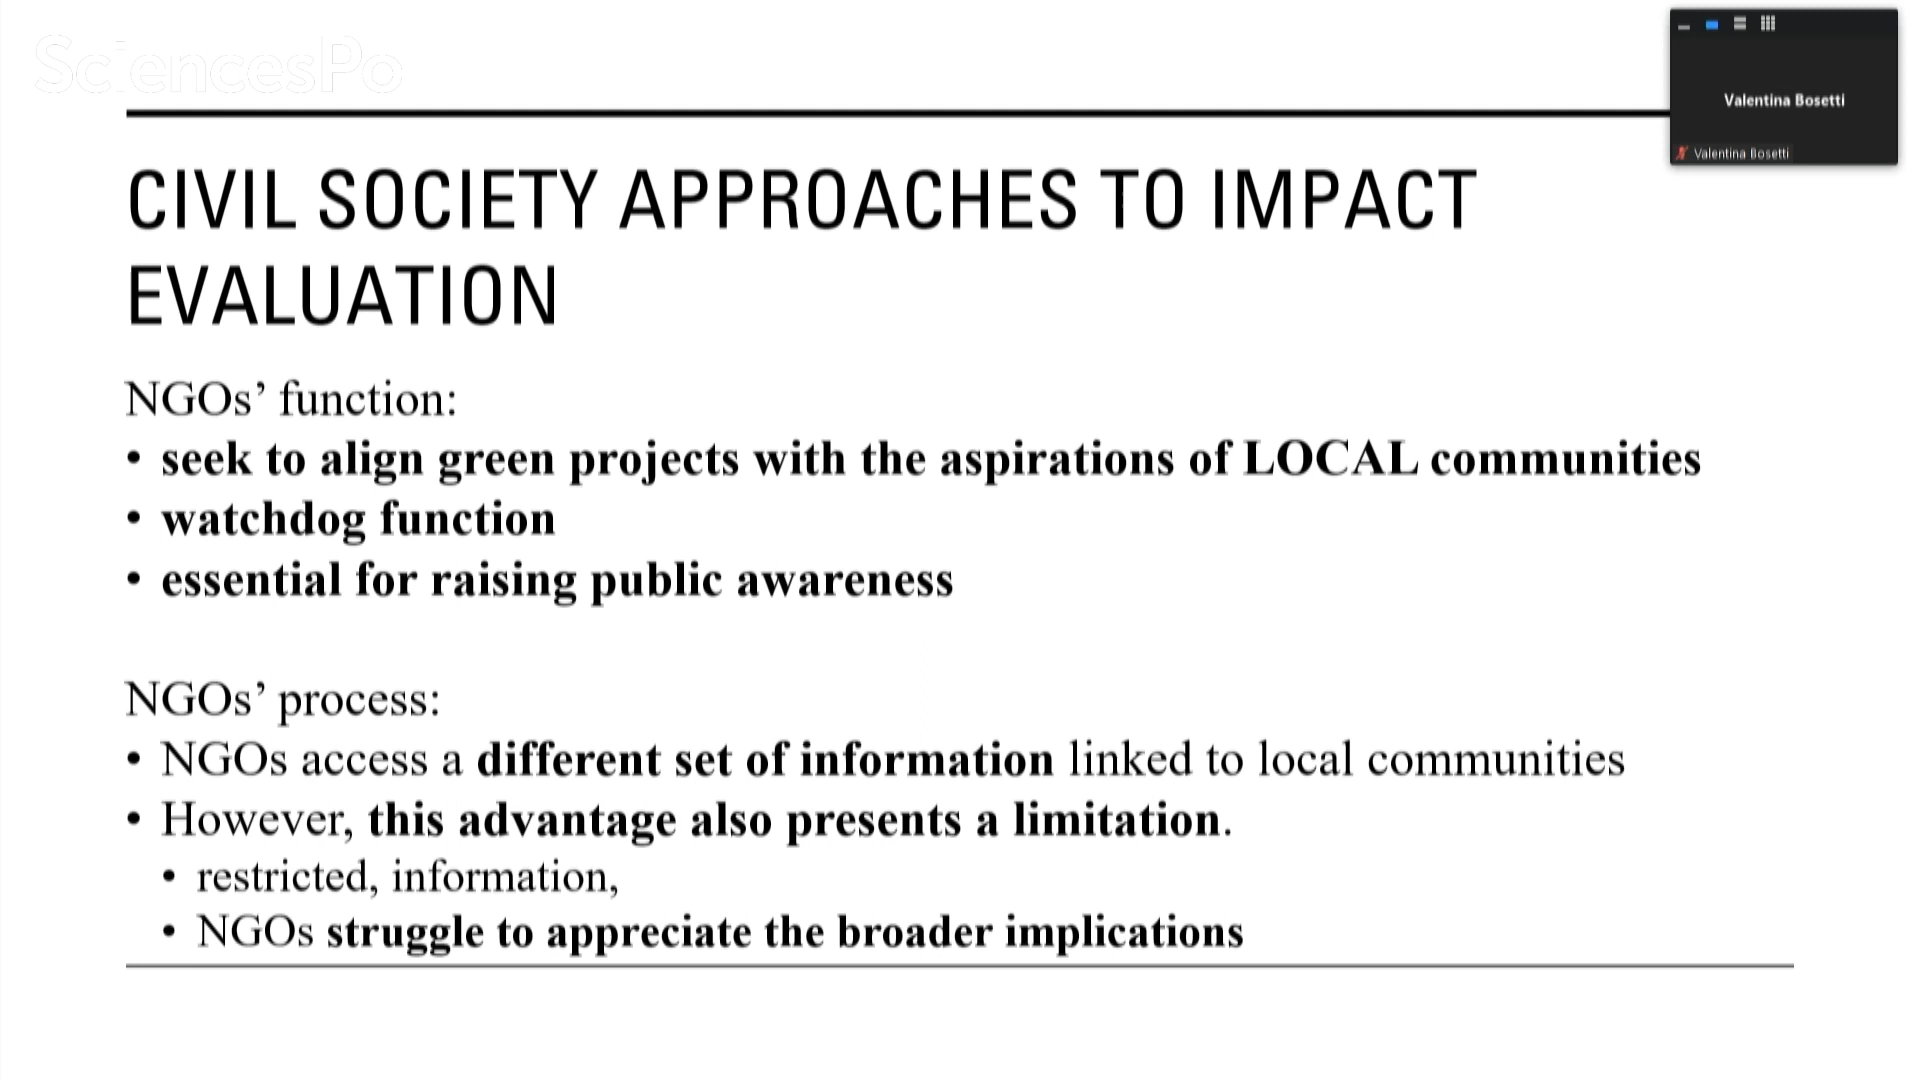 SciencesPo
Valentina Bosetti
Valentina Bosetti
CIVIL SOCIETY APPROACHES TO IMPACT
EVALUATION
NGOs’ function:
• seek to align green projects with the aspirations of LOCAL communities
• watchdog function
• essential for raising public awareness
NGOs’ process:
• NGOs access a different set of information linked to local communities
• However, this advantage also presents a limitation.
• restricted, information,
• NGOs struggle to appreciate the broader implications